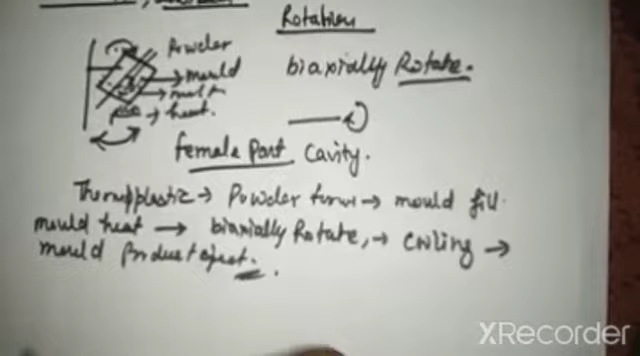 Rotation
Powder
mould
heat.
biaxially Rotate.
female part cavity.
Thermoplastic → Powder form → mould fill.
mould heat → biaxially Rotate, → cooling →
mould product eject.
XRecorder